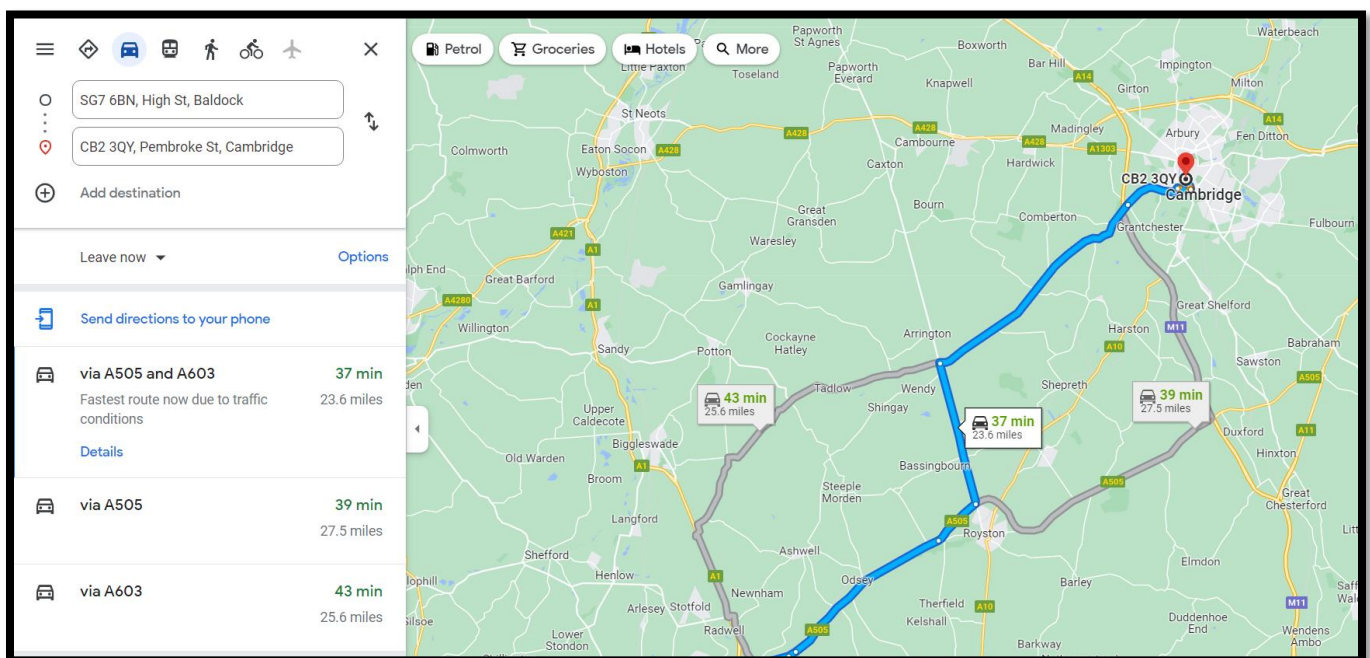 SG7 6BN, High St, Baldock
CB2 3QY, Pembroke St, Cambridge
Add destination
Leave now
Options
Send directions to your phone
via A505 and A603
37 min
Fastest route now due to traffic
conditions
23.6 miles
Details
via A505
39 min
27.5 miles
via A603
43 min
25.6 miles
Petrol
Groceries
Hotels
More
Papworth
St Agnes
Boxworth
Waterbeach
Little Paxton
Toseland
Papworth
Everard
Knapwell
Bar Hill
A14
Impington
Girton
Milton
St Neots
A428
A428
Cambourne
Madingley
A428
A1303
Arbury
A14
Fen Ditton
Colmworth
Eaton Socon
A428
Wyboston
Caxton
Hardwick
CB2 3QY
Cambridge
Great
Gransden
Bourn
Comberton
Grantchester
Fulbourn
A421
A1
Waresley
lph End
Great Barford
Gamlingay
A4280
A1
Great Shelford
Willington
Sandy
Potton
Cockayne
Hatley
Arrington
Harston
M11
A10
Babraham
Sawston
den
Tadlow
Wendy
Shepreth
A505
43 min
25.6 miles
39 min
27.5 miles
Upper
Caldecote
Shingay
37 min
23.6 miles
Duxford
A11
Biggleswade
Hinxton
Old Warden
A1
Bassingbourn
Broom
Steeple
Morden
A505
Great
Chesterford
Langford
A505
Royston
Litt
Shefford
Ashwell
Elmdon
lophill
Henlow
A1
Odsey
Barley
Saff
Wal
Newnham
M11
Arlesey
Stotfold
Therfield
A10
Kelshall
Duddenhoe
End
ilsoe
Lower
Stondon
Radwell
A505
Barkway
Wendens
Ambo